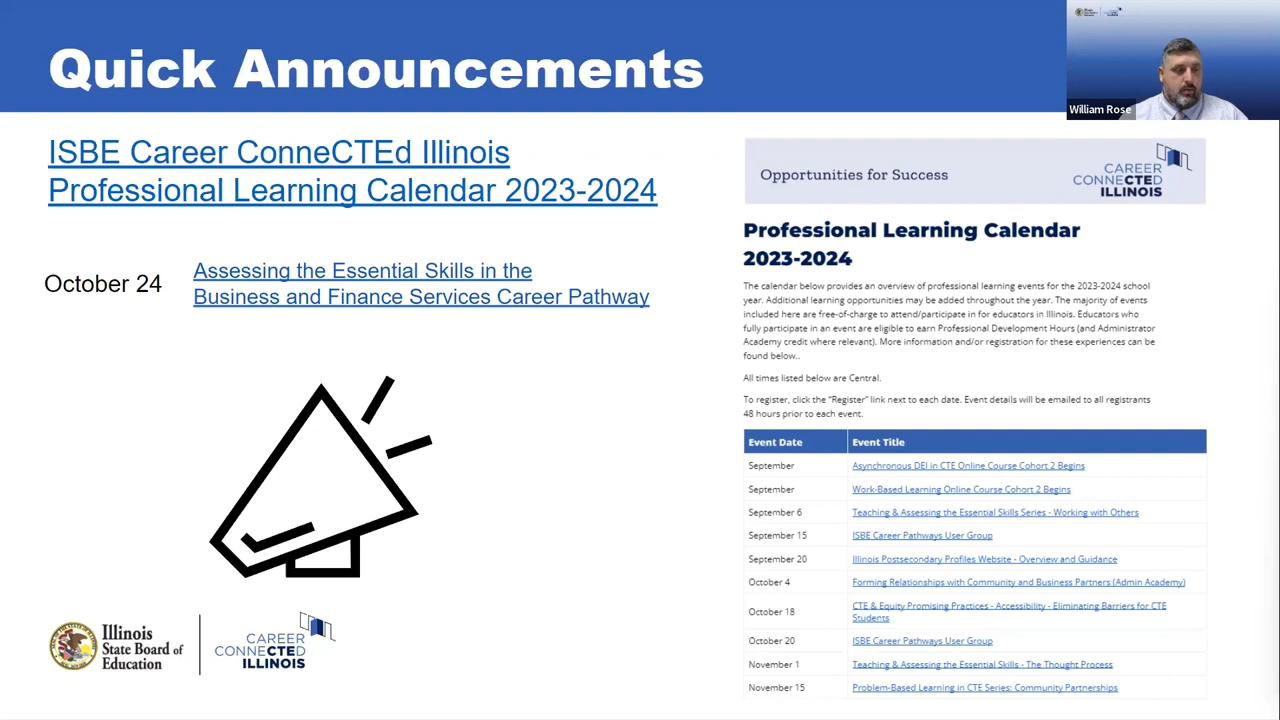 Quick Announcements
William Rose
ISBE Career ConneCTEd Illinois
Professional Learning Calendar 2023-2024
October 24
Assessing the Essential Skills in the
Business and Finance Services Career Pathway
Illinois
State Board of
Education
CAREER
CONNECTED
ILLINOIS
Opportunities for Success
CAREER
CONNECTED
ILLINOIS
Professional Learning Calendar
2023-2024
The calendar below provides an overview of professional learning events for the 2023-2024 school
year. Additional learning opportunities may be added throughout the year. The majority of events
included here are free-of-charge to attend/participate in for educators in Illinois. Educators who
fully participate in an event are eligible to earn Professional Development Hours (and Administrator
Academy credit where relevant). More information and/or registration for these experiences can be
found below..
All times listed below are Central.
To register, click the "Register" link next to each date. Event details will be emailed to all registrants
48 hours prior to each event.
Event Date Event Title
September Asynchronous DEI in CTE Online Course Cohort 2 Begins
September Work-Based Learning Online Course Cohort 2 Begins
September 6 Teaching & Assessing the Essential Skills Series - Working with Others
September 15 ISBE Career Pathways User Group
September 20 Illinois Postsecondary Profiles Website - Overview and Guidance
October 4 Forming Relationships with Community and Business Partners (Admin Academy)
October 18 CTE & Equity Promising Practices - Accessibility - Eliminating Barriers for CTE
Students
October 20 ISBE Career Pathways User Group
November 1 Teaching & Assessing the Essential Skills - The Thought Process
November 15 Problem-Based Learning in CTE Series: Community Partnerships